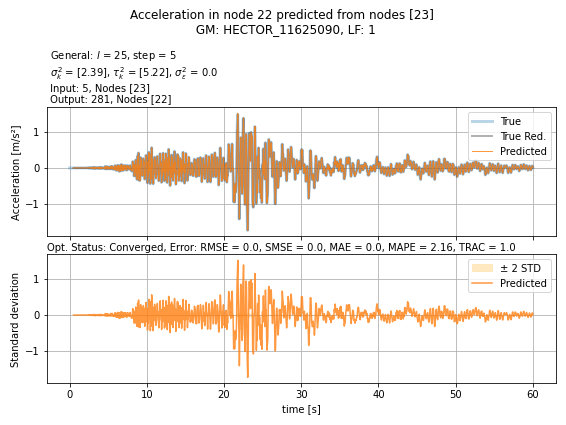 Acceleration in node 22 predicted from nodes [23]
GM: HECTOR_11625090, LF: 1
General: l = 25, step = 5
σ²ₖ = [2.39], τ²ₖ = [5.22], σ²ε = 0.0
Input: 5, Nodes [23]
Output: 281, Nodes [22]
Acceleration [m/s²]
1
0
−1
True
True Red.
Predicted
Opt. Status: Converged, Error: RMSE = 0.0, SMSE = 0.0, MAE = 0.0, MAPE = 2.16, TRAC = 1.0
Standard deviation
1
0
−1
± 2 STD
Predicted
0 10 20 30 40 50 60
time [s]